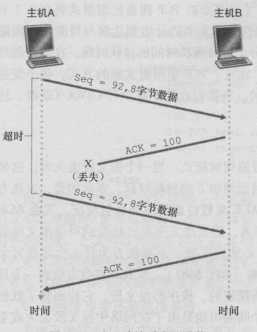 主机A
主机B
Seq = 92,8字节数据
超时
ACK = 100
X
(丢失)
Seq = 92,8字节数据
ACK = 100
时间
时间